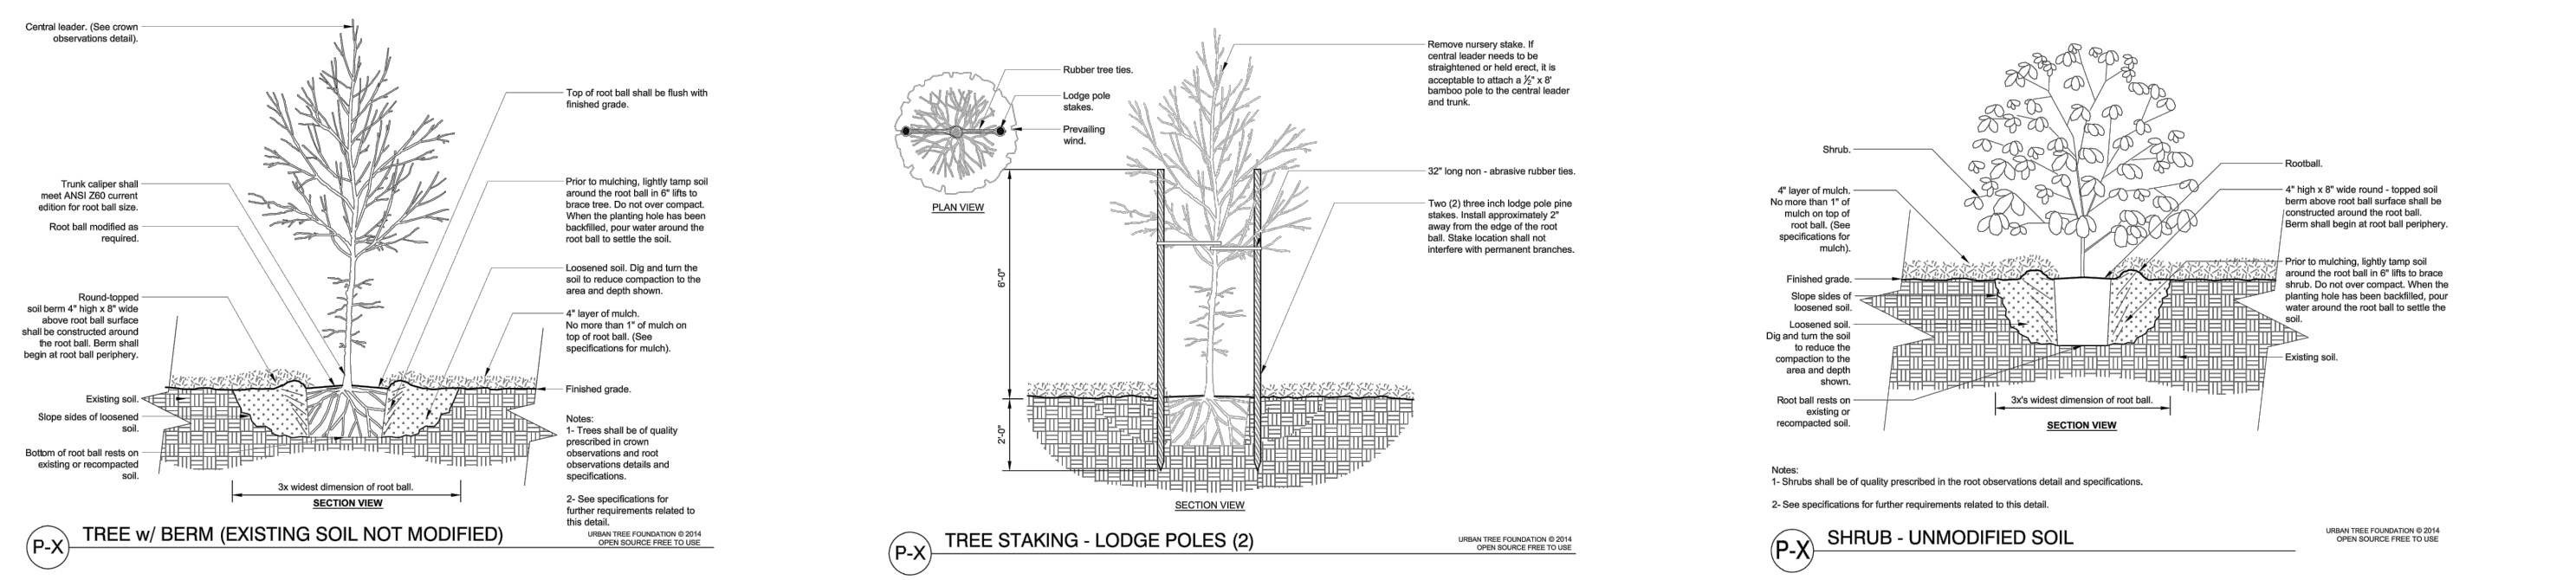 Central leader. (See crown
observations detail).
Top of root ball shall be flush with
finished grade.
Trunk caliper shall
meet ANSI Z60 current
edition for root ball size.
Root ball modified as
required.
Prior to mulching, lightly tamp soil
around the root ball in 6" lifts to
brace tree. Do not over compact.
When the planting hole has been
backfilled, pour water around the
root ball to settle the soil.
Loosened soil. Dig and turn the
soil to reduce compaction to the
area and depth shown.
Round-topped
soil berm 4" high x 8" wide
above root ball surface
shall be constructed around
the root ball. Berm shall
begin at root ball periphery.
4" layer of mulch.
No more than 1" of mulch on
top of root ball. (See
specifications for mulch).
Finished grade.
Existing soil.
Slope sides of loosened
soil.
Bottom of root ball rests on
existing or recompacted
soil.
Notes:
1- Trees shall be of quality
prescribed in crown
observations and root
observations details and
specifications.
2- See specifications for
further requirements related to
this detail.
3x widest dimension of root ball.
SECTION VIEW
P-X
TREE w/ BERM (EXISTING SOIL NOT MODIFIED)
URBAN TREE FOUNDATION © 2014
OPEN SOURCE FREE TO USE
Rubber tree ties.
Lodge pole
stakes.
Prevailing
wind.
PLAN VIEW
Remove nursery stake. If
central leader needs to be
straightened or held erect, it is
acceptable to attach a ½" x 8'
bamboo pole to the central leader
and trunk.
32" long non - abrasive rubber ties.
Two (2) three inch lodge pole pine
stakes. Install approximately 2"
away from the edge of the root
ball. Stake location shall not
interfere with permanent branches.
6'-0"
2'-0"
SECTION VIEW
P-X
TREE STAKING - LODGE POLES (2)
URBAN TREE FOUNDATION © 2014
OPEN SOURCE FREE TO USE
Shrub.
4" layer of mulch.
No more than 1" of
mulch on top of
root ball. (See
specifications for
mulch).
Finished grade.
Slope sides of
loosened soil.
Loosened soil.
Dig and turn the soil
to reduce the
compaction to the
area and depth
shown.
Root ball rests on
existing or
recompacted soil.
Rootball.
4" high x 8" wide round - topped soil
berm above root ball surface shall be
constructed around the root ball.
Berm shall begin at root ball periphery.
Prior to mulching, lightly tamp soil
around the root ball in 6" lifts to brace
shrub. Do not over compact. When the
planting hole has been backfilled, pour
water around the root ball to settle the
soil.
Existing soil.
3x's widest dimension of root ball.
SECTION VIEW
Notes:
1- Shrubs shall be of quality prescribed in the root observations detail and specifications.
2- See specifications for further requirements related to this detail.
P-X
SHRUB - UNMODIFIED SOIL
URBAN TREE FOUNDATION © 2014
OPEN SOURCE FREE TO USE